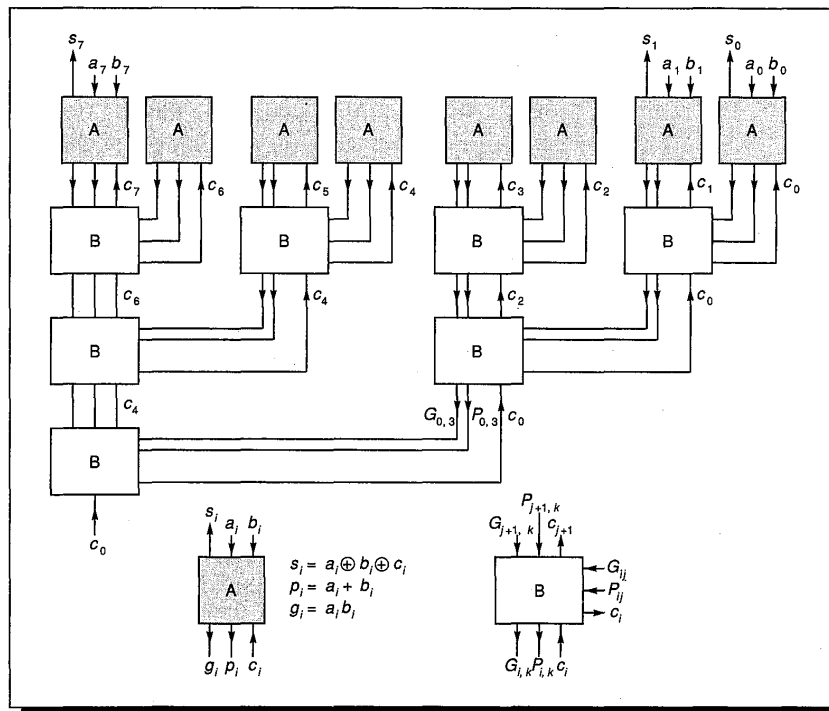 s₇ s₁ s₀
a₇ b₇ a₁ b₁ a₀ b₀
A A A A A A A A
c₇ c₆ c₅ c₄ c₃ c₂ c₁ c₀
B B B B
c₆ c₄ c₂ c₀
B B
c₄ G₀,₃ P₀,₃ c₀
B
c₀
sᵢ aᵢ bᵢ
A
sᵢ = aᵢ ⊕ bᵢ ⊕ cᵢ
pᵢ = aᵢ + bᵢ
gᵢ = aᵢbᵢ
gᵢ pᵢ cᵢ
Pⱼ₊₁,ₖ
Gⱼ₊₁,ₖ cⱼ₊₁
B
Gᵢⱼ
Pᵢⱼ
cᵢ
Gᵢ,ₖ Pᵢ,ₖ cᵢ